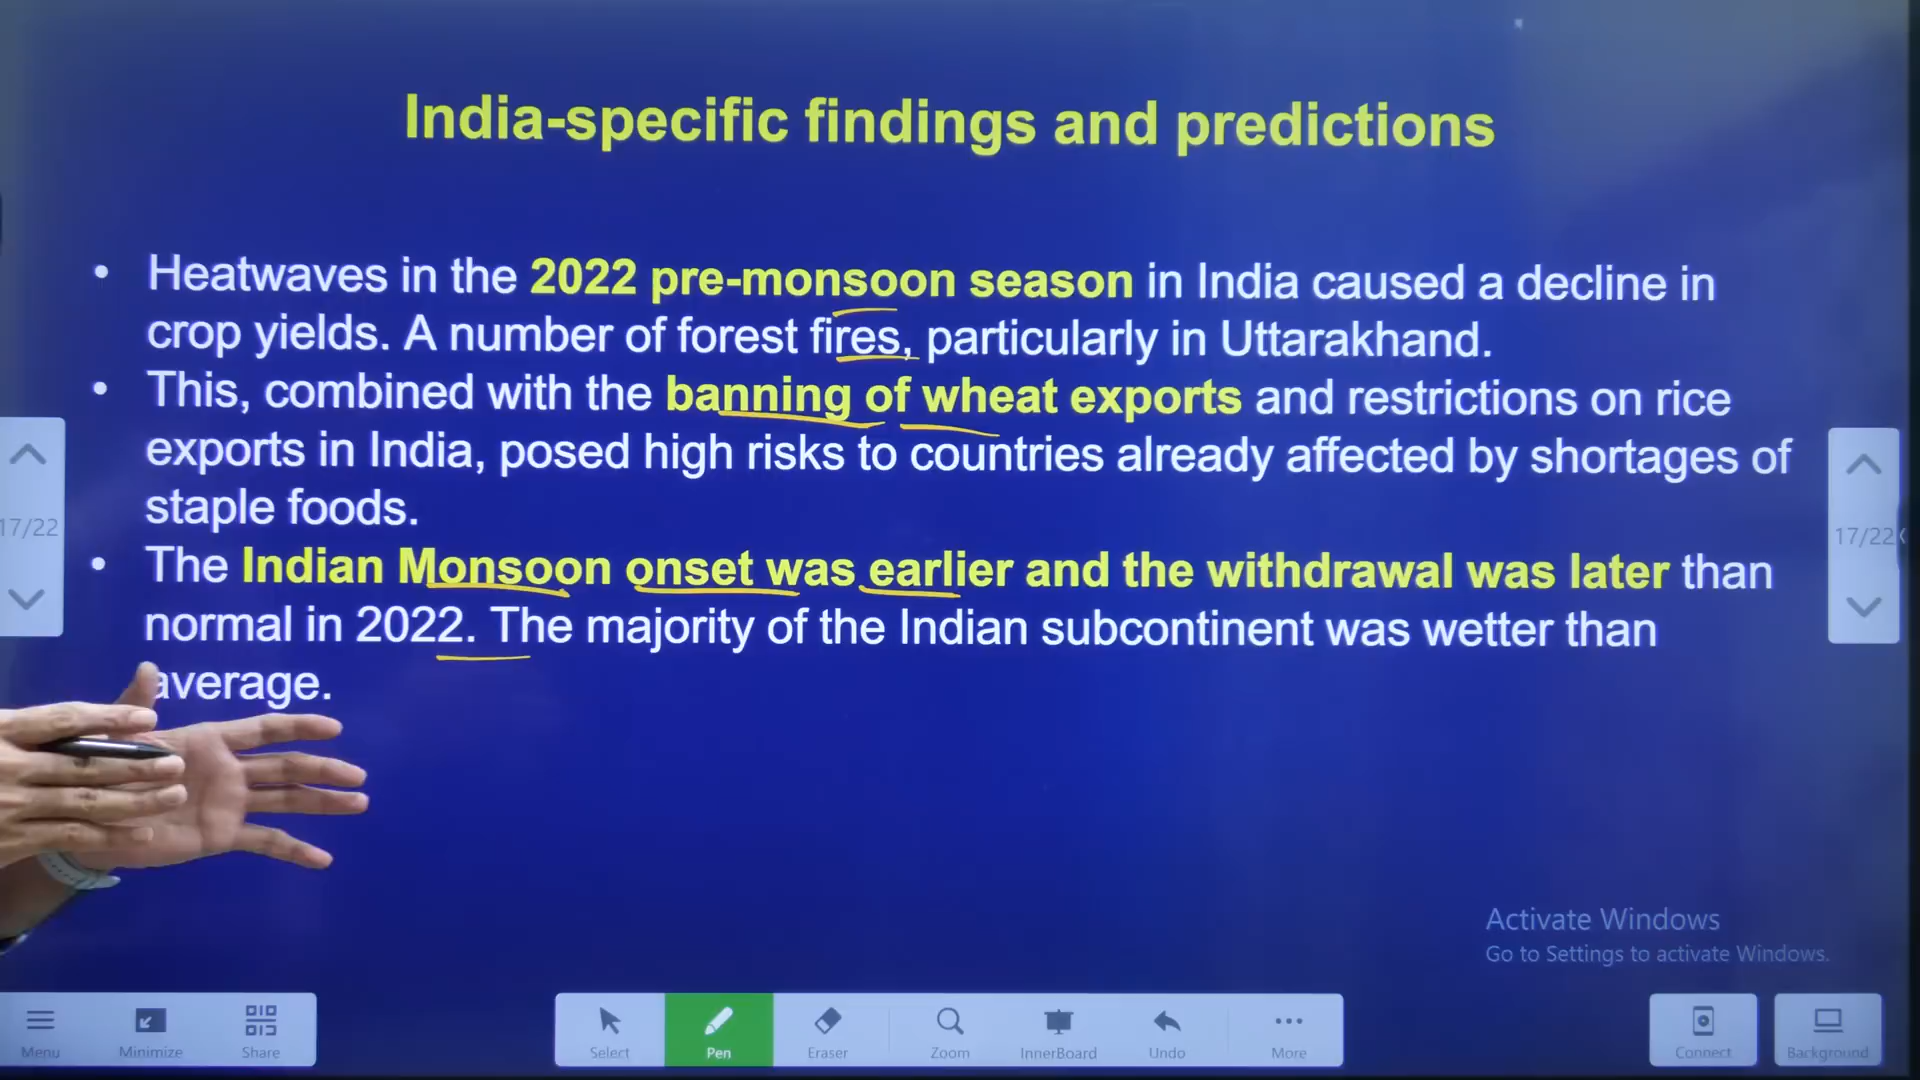 India-specific findings and predictions
• Heatwaves in the 2022 pre-monsoon season in India caused a decline in
crop yields. A number of forest fires, particularly in Uttarakhand.
• This, combined with the banning of wheat exports and restrictions on rice
exports in India, posed high risks to countries already affected by shortages of
staple foods.
• The Indian Monsoon onset was earlier and the withdrawal was later than
normal in 2022. The majority of the Indian subcontinent was wetter than
average.
17/22
17/22
Activate Windows
Go to Settings to activate Windows.
Menu Minimize Share Select Pen Eraser Zoom InnerBoard Undo More Connect Background